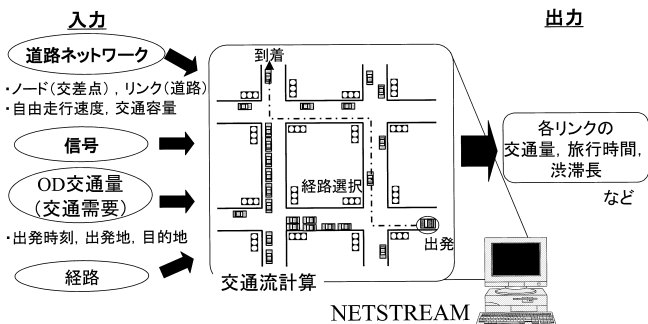 入力
道路ネットワーク
・ノード(交差点), リンク(道路)
・自由走行速度, 交通容量
信号
OD交通量
(交通需要)
・出発時刻, 出発地, 目的地
経路
到着
経路選択
出発
交通流計算
NETSTREAM
出力
各リンクの
交通量, 旅行時間,
渋滞長
など